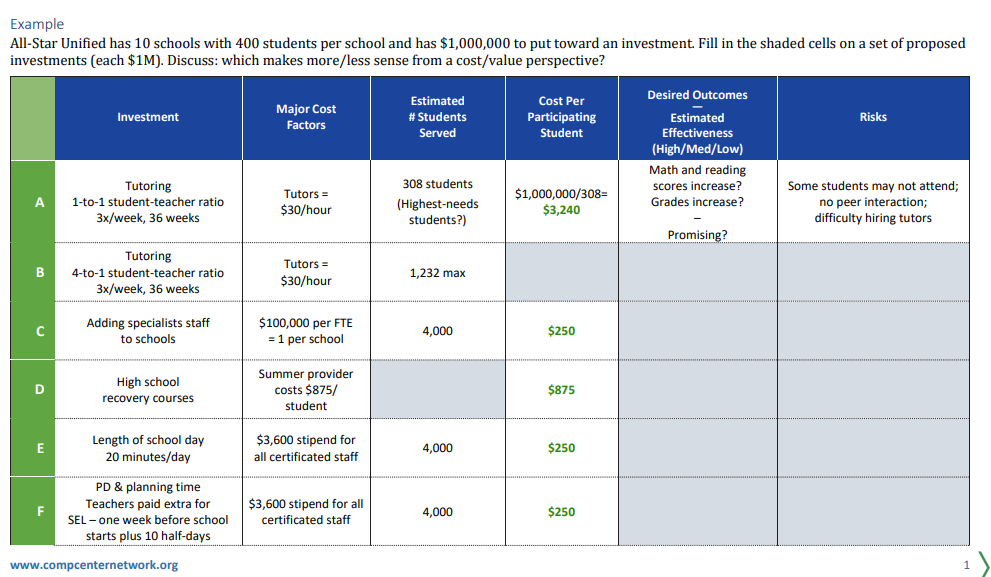 Example
All-Star Unified has 10 schools with 400 students per school and has $1,000,000 to put toward an investment. Fill in the shaded cells on a set of proposed
investments (each $1M). Discuss: which makes more/less sense from a cost/value perspective?
Investment
Major Cost
Factors
Estimated
# Students
Served
Cost Per
Participating
Student
Desired Outcomes
—
Estimated
Effectiveness
(High/Med/Low)
Risks
A
Tutoring
1-to-1 student-teacher ratio
3x/week, 36 weeks
Tutors =
$30/hour
308 students
(Highest-needs
students?)
$1,000,000/308=
$3,240
Math and reading
scores increase?
Grades increase?
–
Promising?
Some students may not attend;
no peer interaction;
difficulty hiring tutors
B
Tutoring
4-to-1 student-teacher ratio
3x/week, 36 weeks
Tutors =
$30/hour
1,232 max
C
Adding specialists staff
to schools
$100,000 per FTE
= 1 per school
4,000
$250
D
High school
recovery courses
Summer provider
costs $875/
student
$875
E
Length of school day
20 minutes/day
$3,600 stipend for
all certificated staff
4,000
$250
F
PD & planning time
Teachers paid extra for
SEL – one week before school
starts plus 10 half-days
$3,600 stipend for all
certificated staff
4,000
$250
www.compcenternetwork.org
1